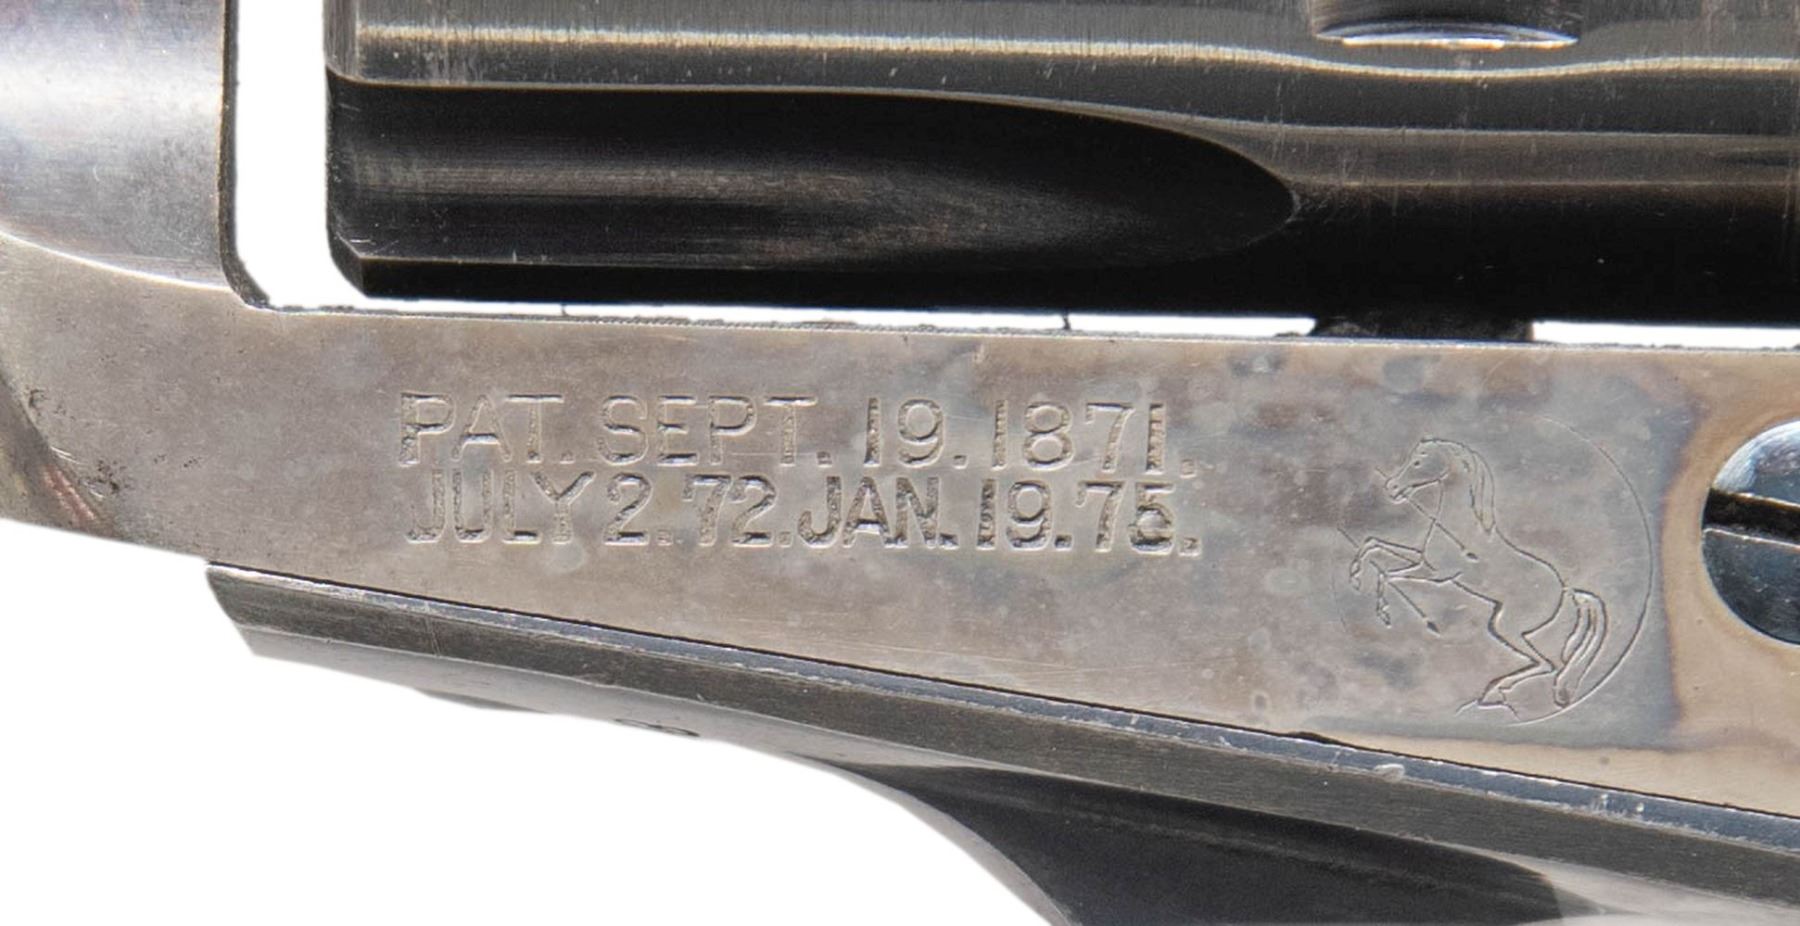 PAT. SEPT. 19. 1871.
JULY 2. 72. JAN. 19. 75.